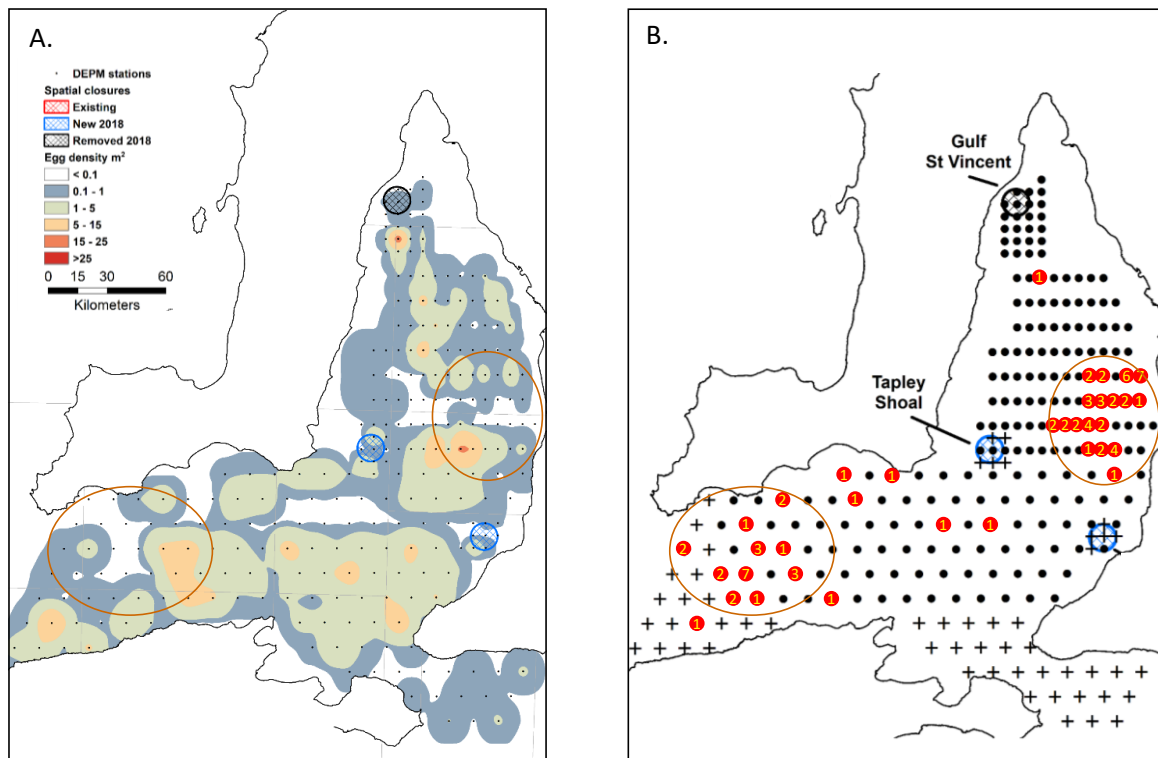 A.
DEPM stations
Spatial closures
Existing
New 2018
Removed 2018
Egg density m²
< 0.1
0.1 - 1
1 - 5
5 - 15
15 - 25
>25
0 15 30 60
Kilometers
B.
Gulf
St Vincent
1
Tapley
Shoal
2 2 6 7
3 3 2 2 1
2 2 2 4 2
1 2 4
1 1 1
2 1
1 1 1
2 3 1
2 7 3
2 1 1
1